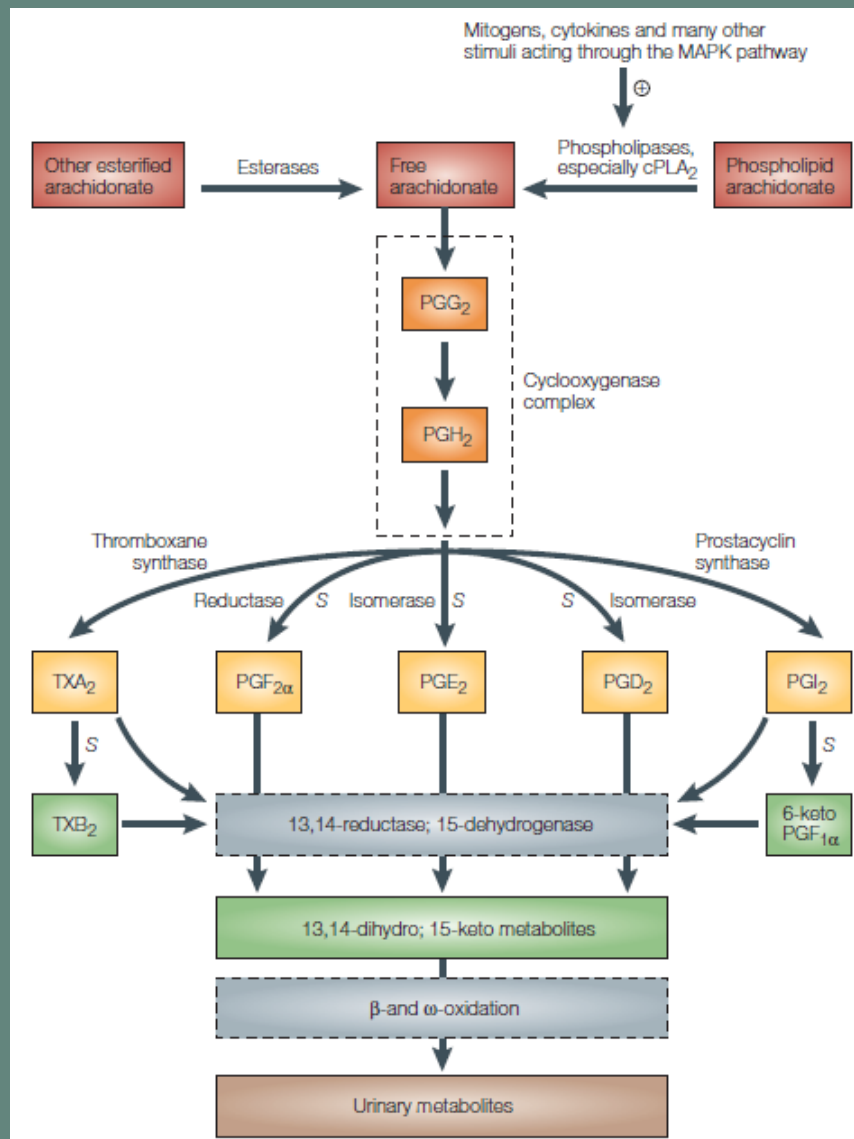 Mitogens, cytokines and many other
stimuli acting through the MAPK pathway
⊕
Other esterified
arachidonate
Esterases
Free
arachidonate
Phospholipases,
especially cPLA₂
Phospholipid
arachidonate
PGG₂
Cyclooxygenase
complex
PGH₂
Thromboxane
synthase
Prostacyclin
synthase
Reductase
S
Isomerase
S
S
Isomerase
TXA₂
PGF₂α
PGE₂
PGD₂
PGI₂
S
S
TXB₂
13,14-reductase; 15-dehydrogenase
6-keto
PGF₁α
13,14-dihydro; 15-keto metabolites
β-and ω-oxidation
Urinary metabolites